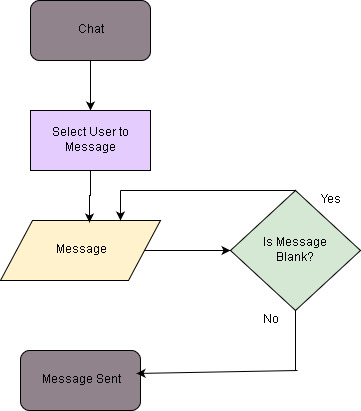 Chat
Select User to
Message
Yes
Message
Is Message
Blank?
No
Message Sent